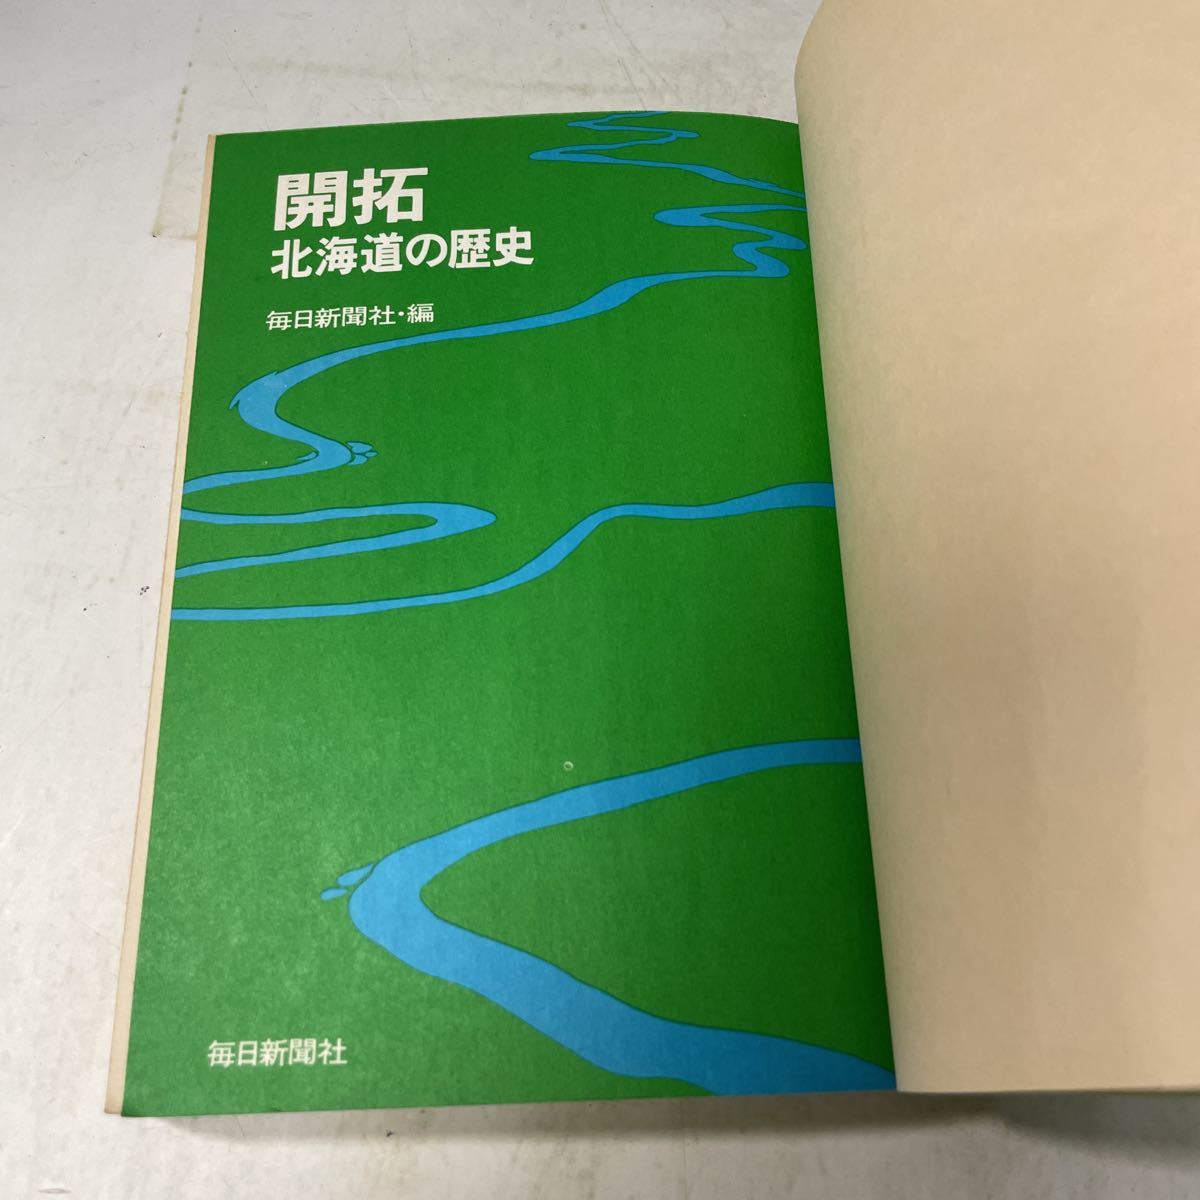 開拓
北海道の歴史
毎日新聞社・編
毎日新聞社